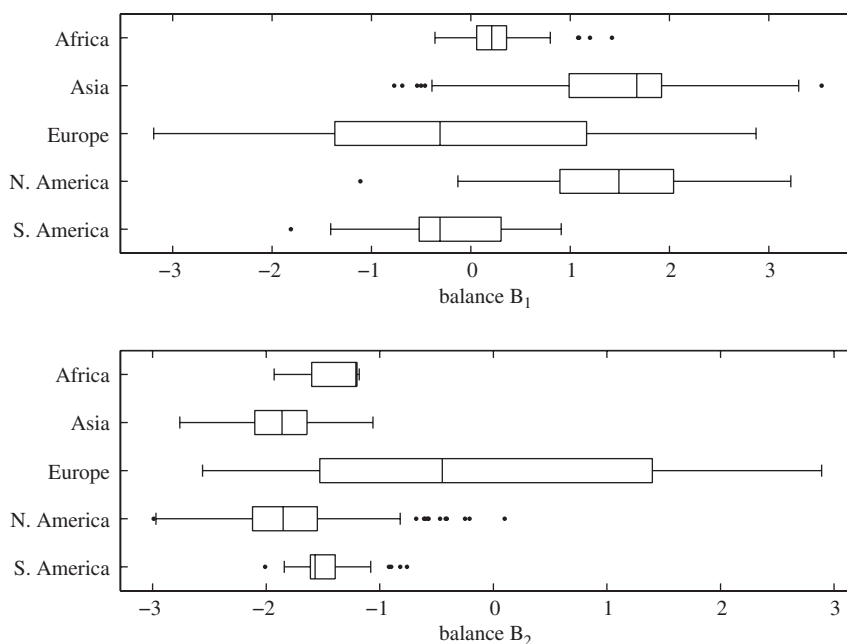 Africa
Asia
Europe
N. America
S. America
−3 −2 −1 0 1 2 3
balance B₁
Africa
Asia
Europe
N. America
S. America
−3 −2 −1 0 1 2 3
balance B₂